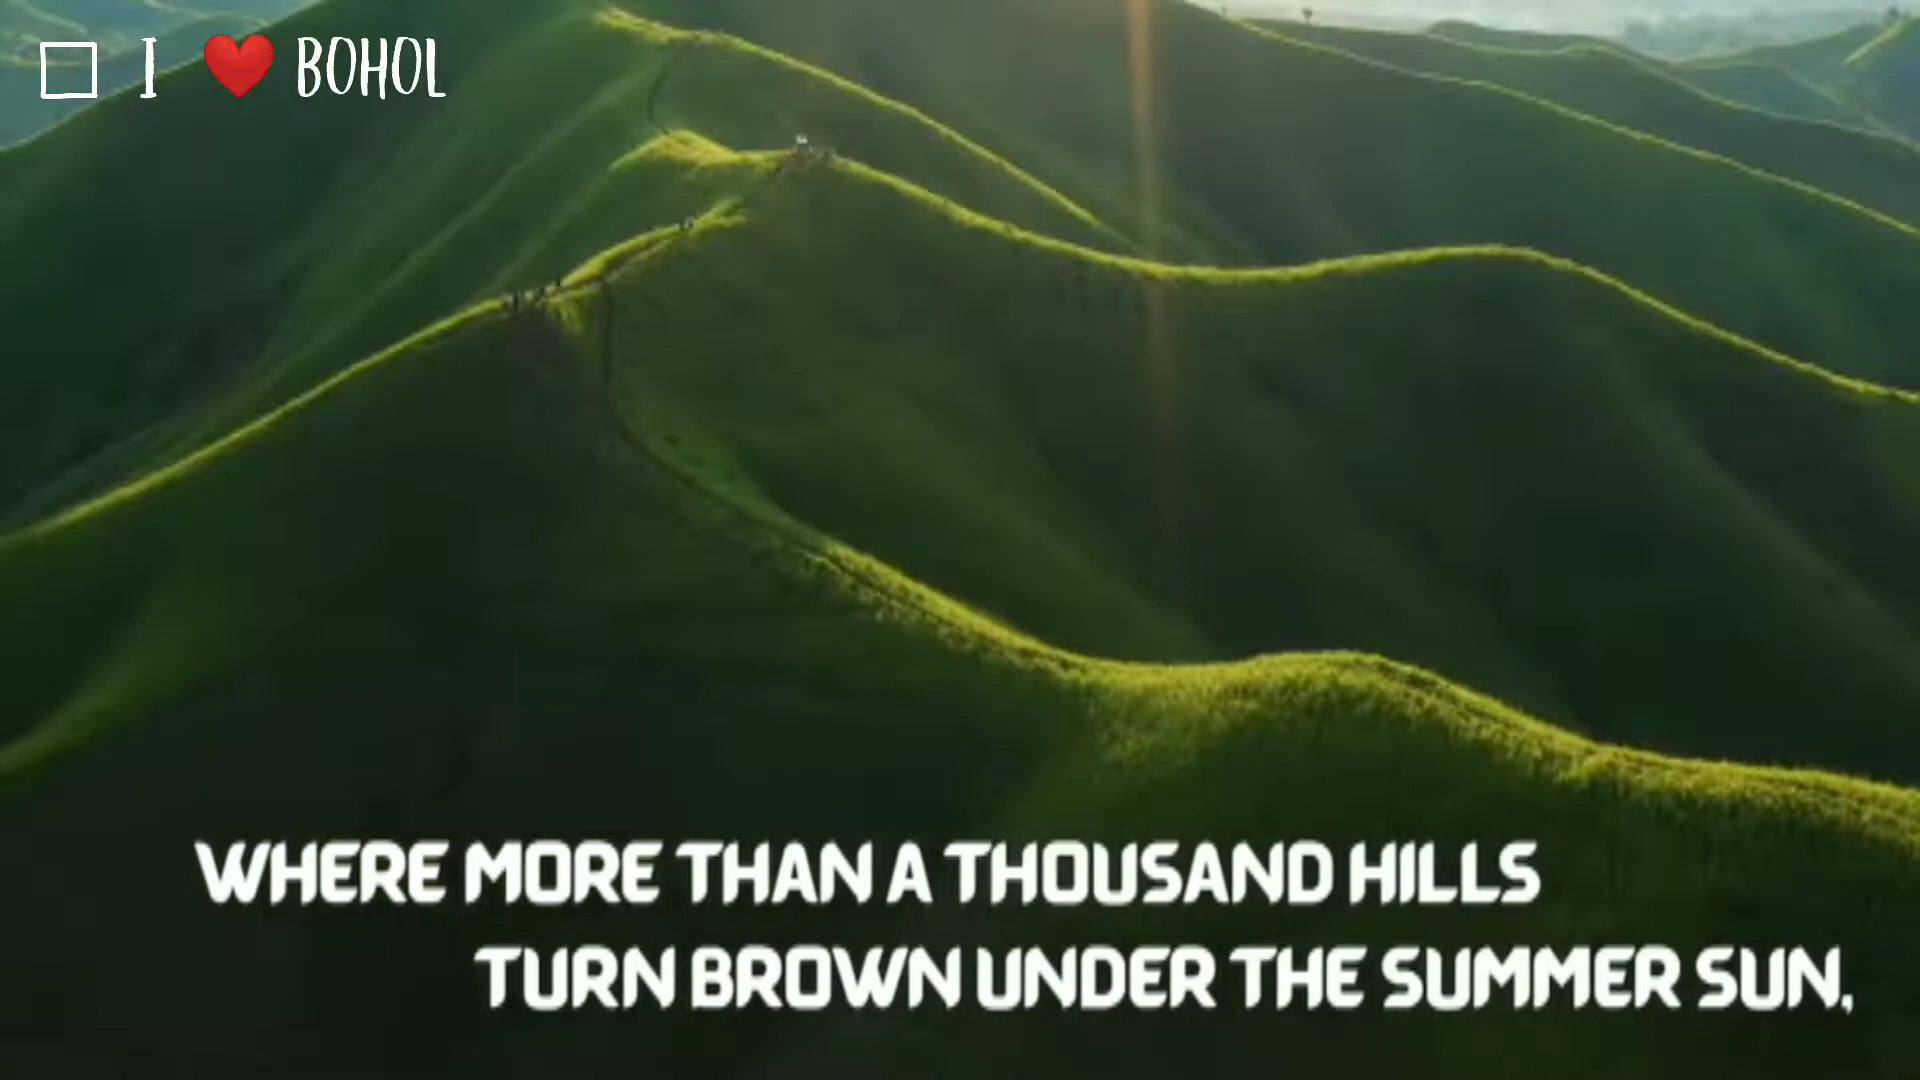 □ I ❤️ BOHOL
WHERE MORE THAN A THOUSAND HILLS
TURN BROWN UNDER THE SUMMER SUN,